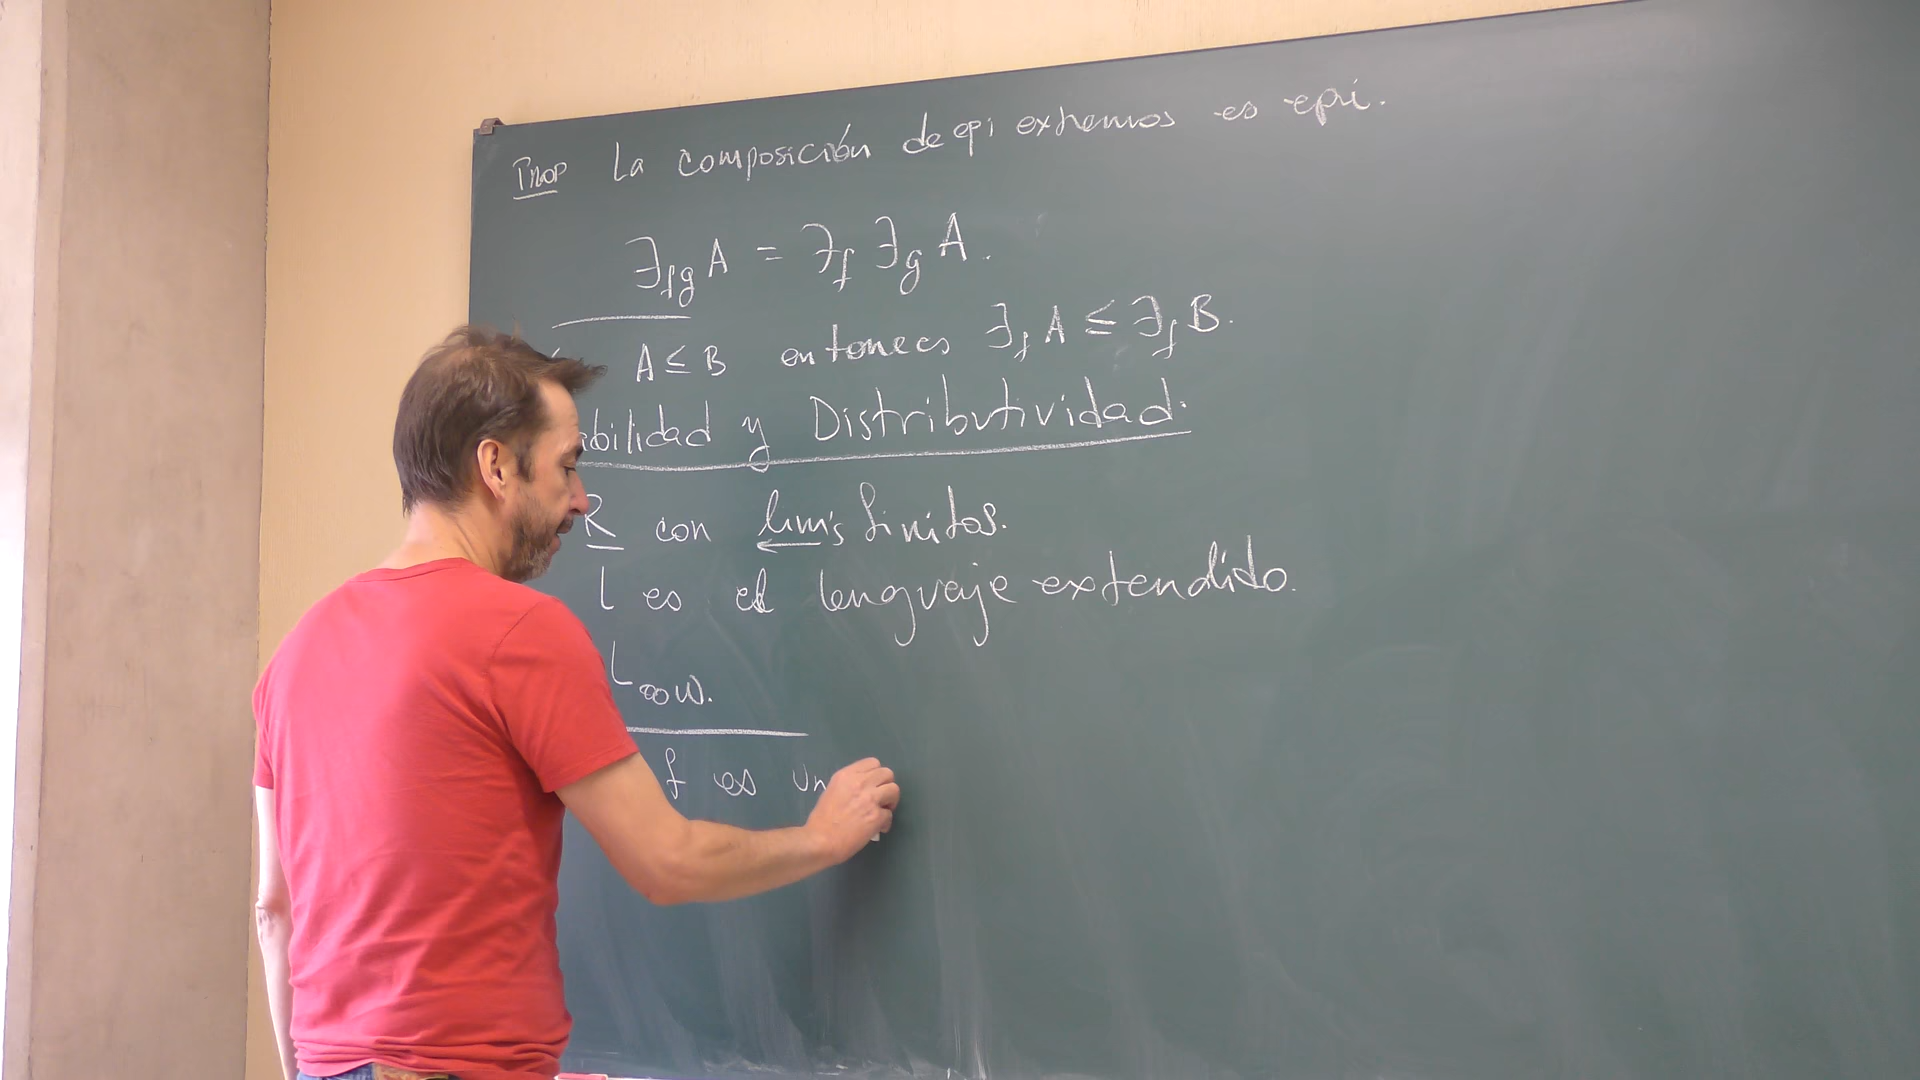 Prop La composición de epi extremos es epi.
∃fg A = ∃f ∃g A.
A ≤ B entonces ∃f A ≤ ∃f B.
abilidad y Distributividad.
R con lim's finitos.
L es el lenguaje extendido.
L∞ω.
f es un